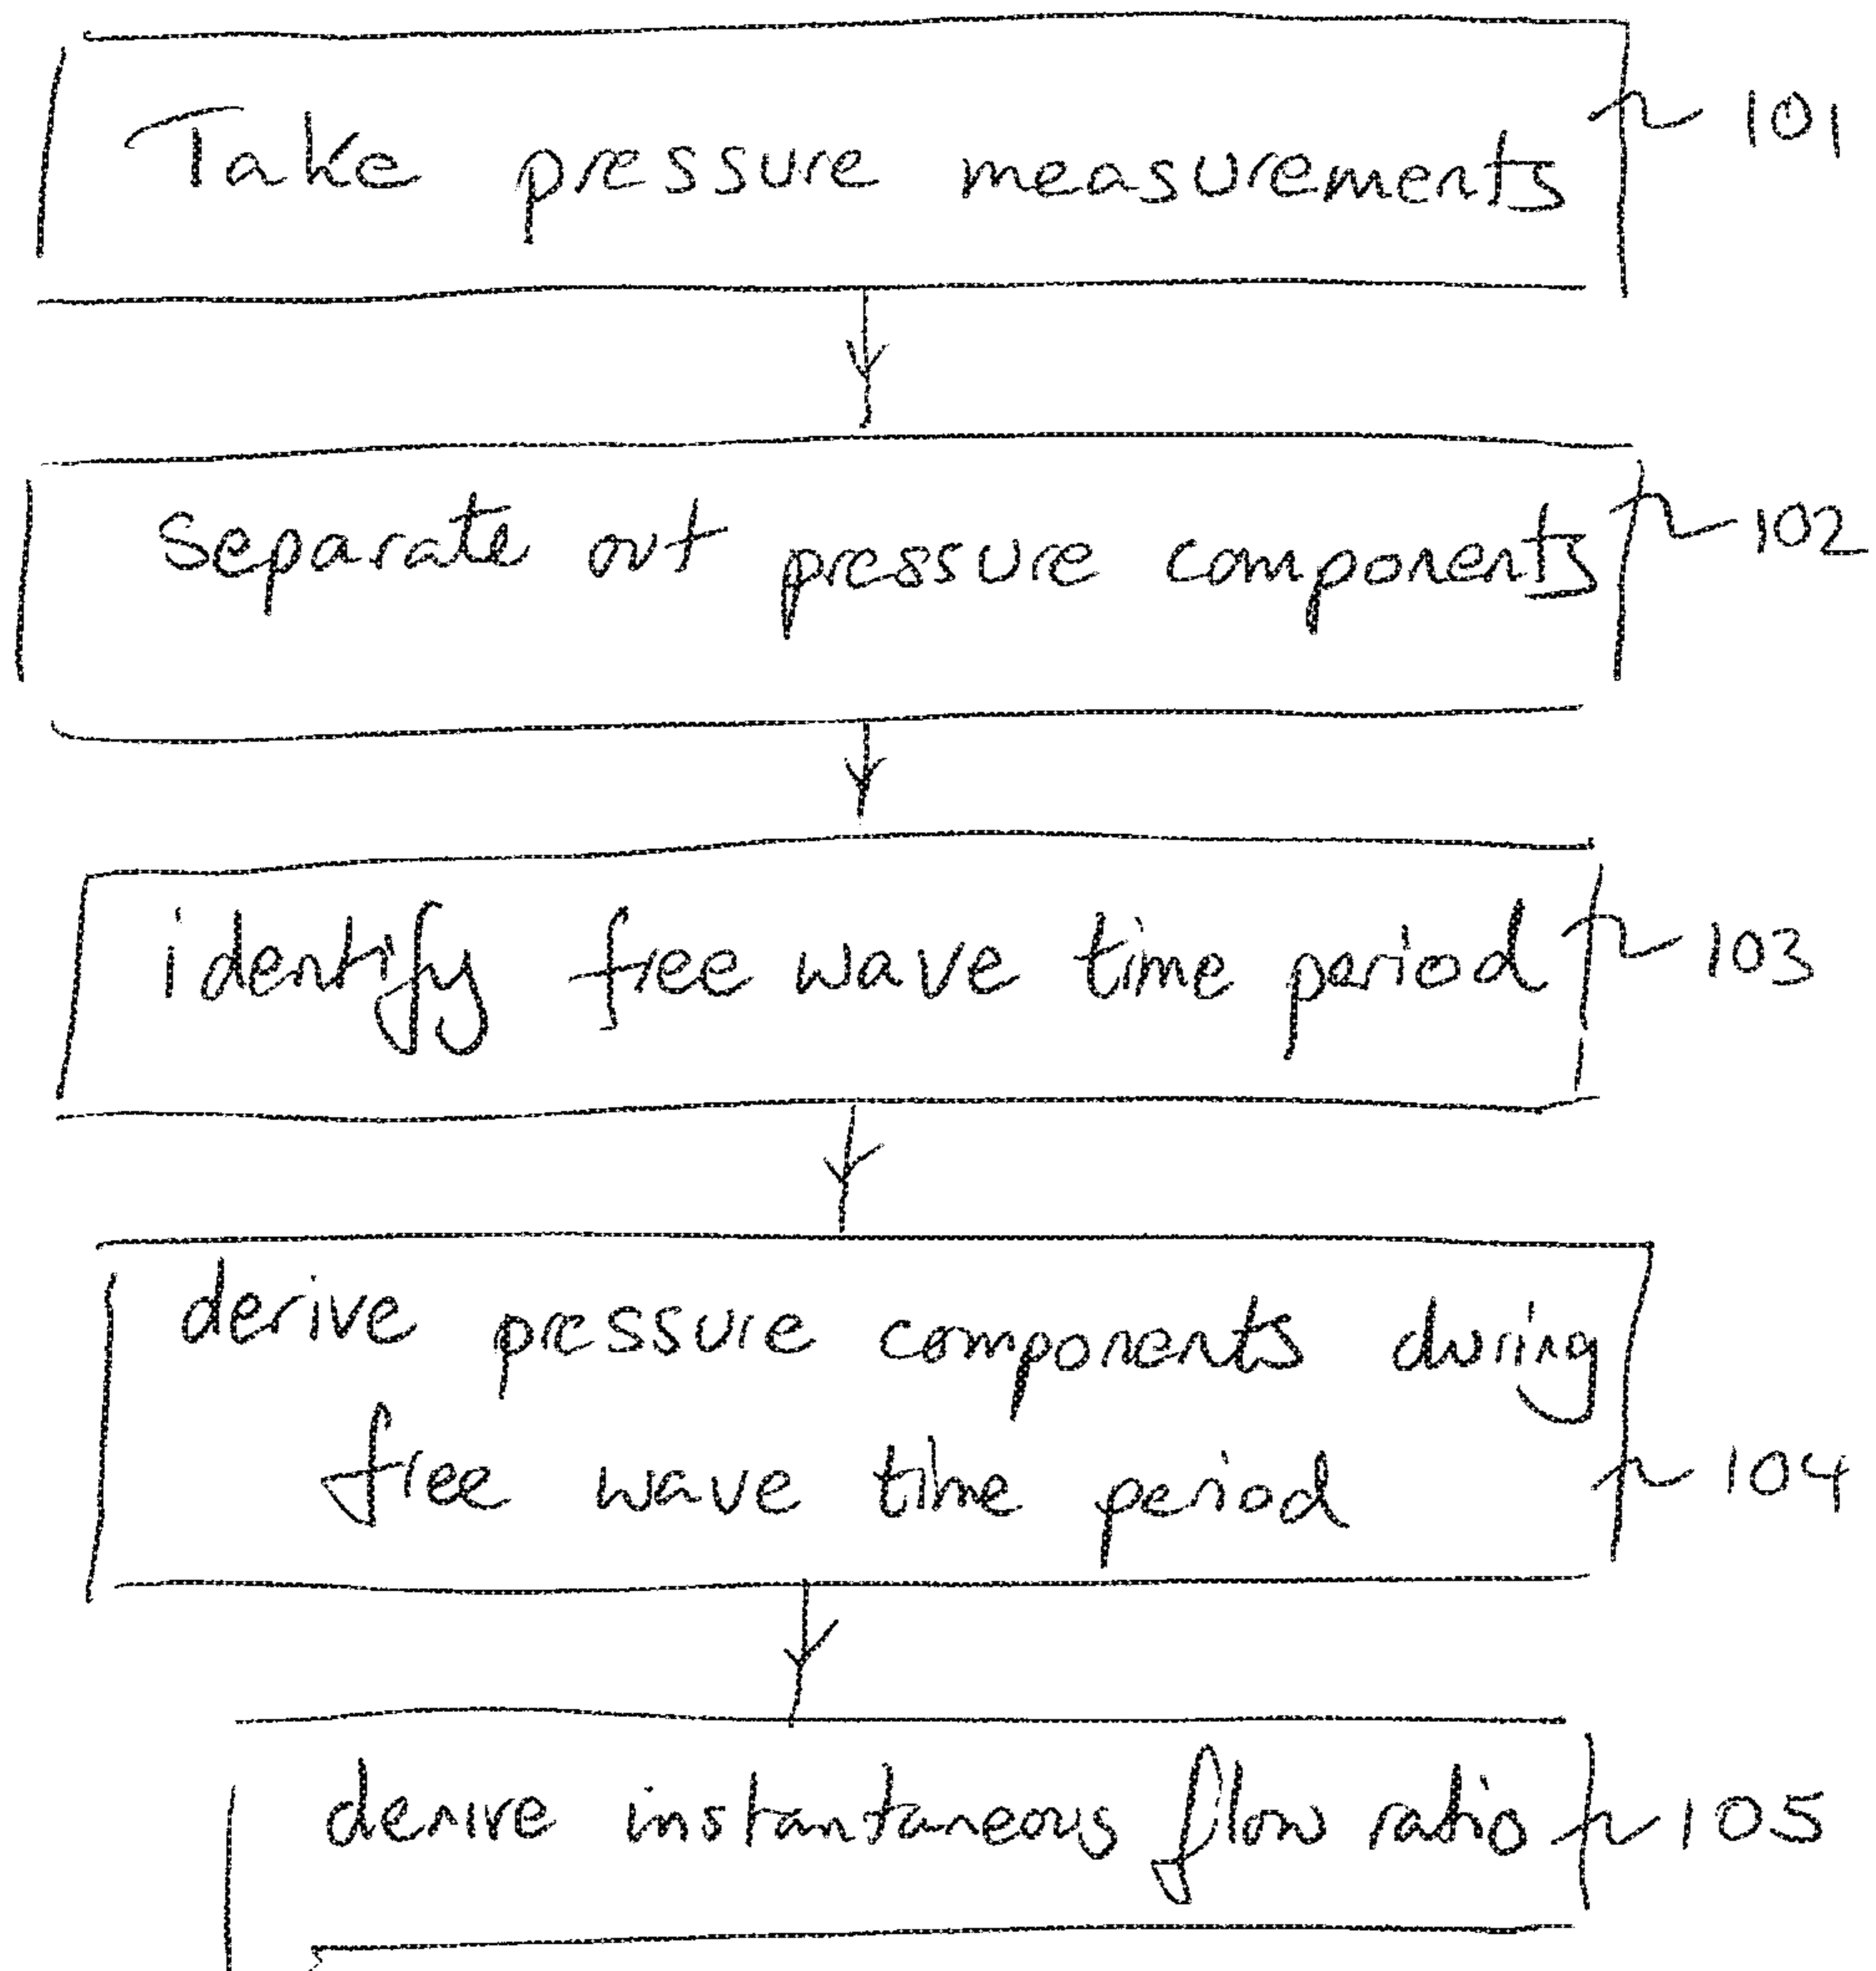 Take pressure measurements 101
Separate out pressure components 102
identify free wave time period 103
derive pressure components during
free wave time period 104
derive instantaneous flow ratio 105